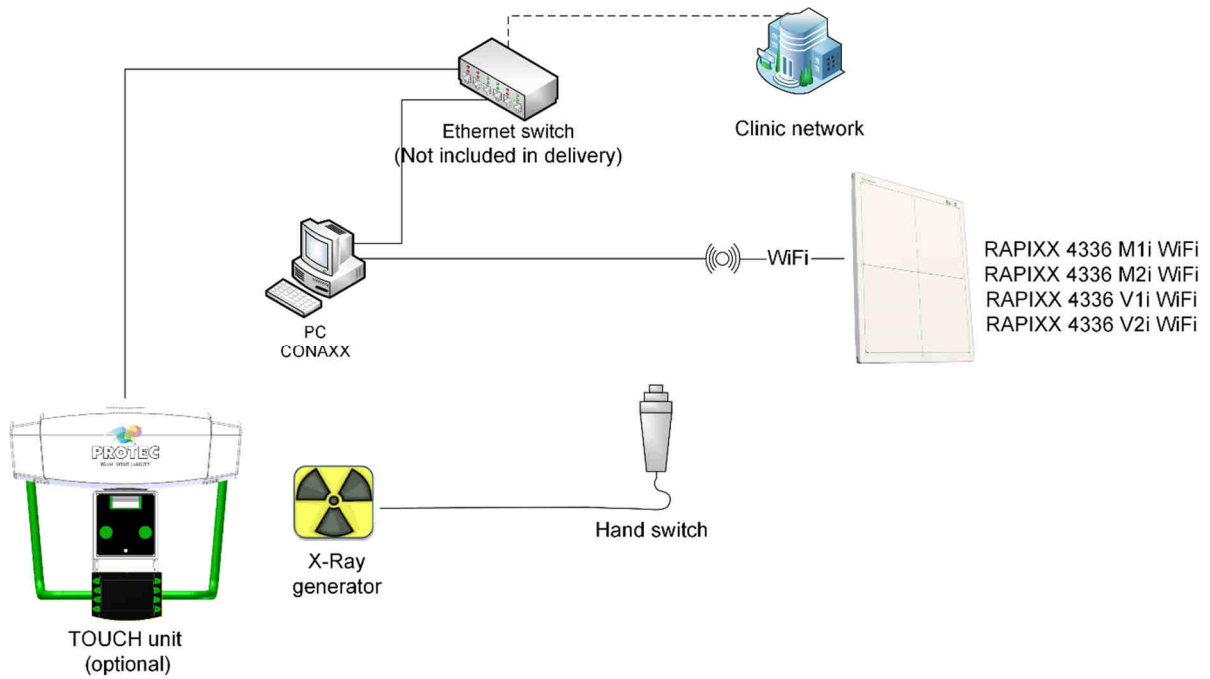 Ethernet switch
(Not included in delivery)
Clinic network
WiFi
RAPIXX 4336 M1i WiFi
RAPIXX 4336 M2i WiFi
RAPIXX 4336 V1i WiFi
RAPIXX 4336 V2i WiFi
PC
CONAXX
PROTEC
Hand switch
X-Ray
generator
TOUCH unit
(optional)